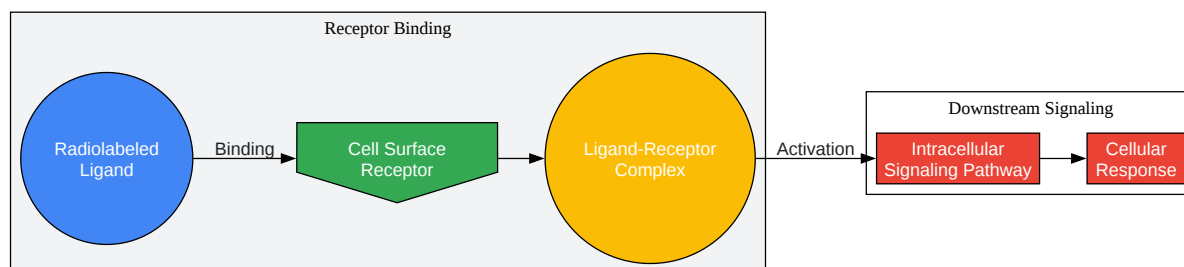 Receptor Binding
Radiolabeled
Ligand
Binding
Cell Surface
Receptor
Ligand-Receptor
Complex
Activation
Downstream Signaling
Intracellular
Signaling Pathway
Cellular
Response